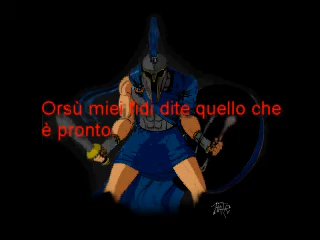 Orsù miei fidi dite quello che
è pronto